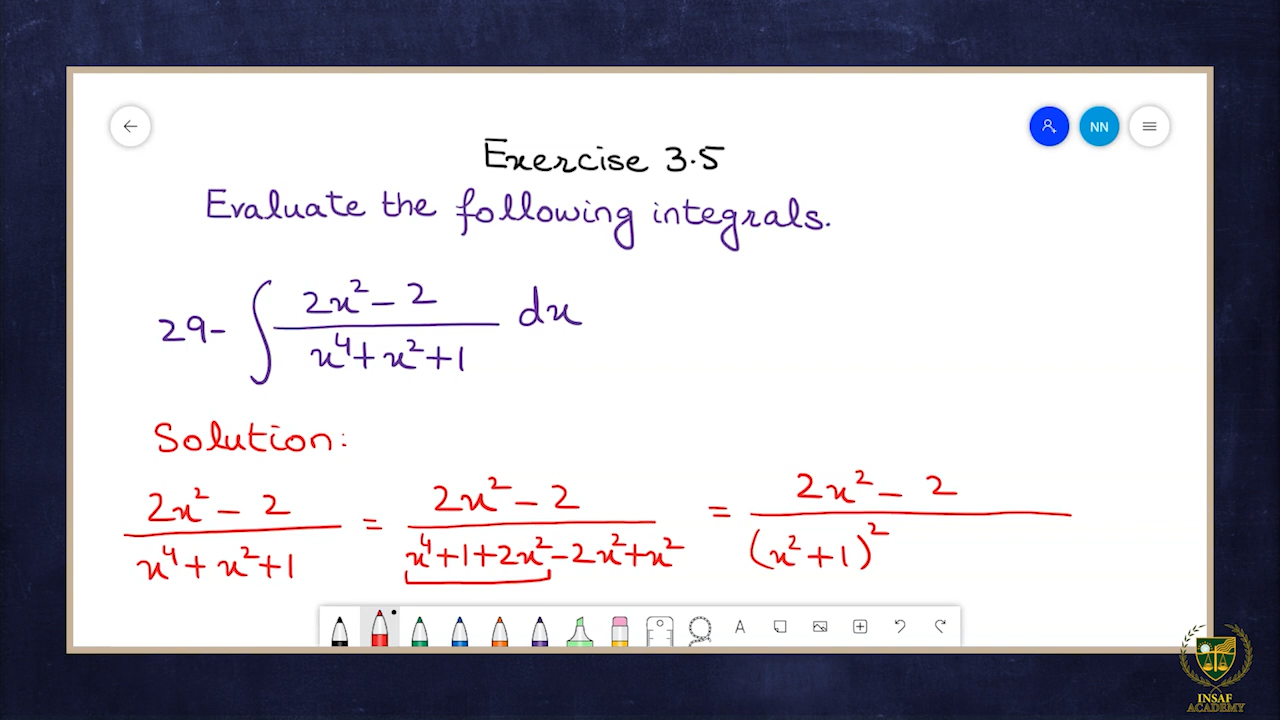 NN
Exercise 3.5
Evaluate the following integrals.
29- ∫ (2x² - 2)/(x⁴ + x² + 1) dx
Solution:
(2x² - 2)/(x⁴ + x² + 1) = (2x² - 2)/(x⁴ + 1 + 2x² - 2x² + x²) = (2x² - 2)/(x² + 1)²
A
INSAF
ACADEMY